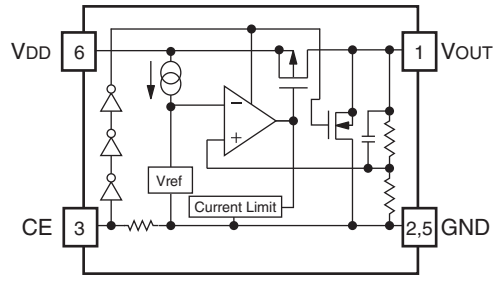 VDD 6
1 VOUT
−
+
Vref
Current Limit
CE 3
2,5 GND